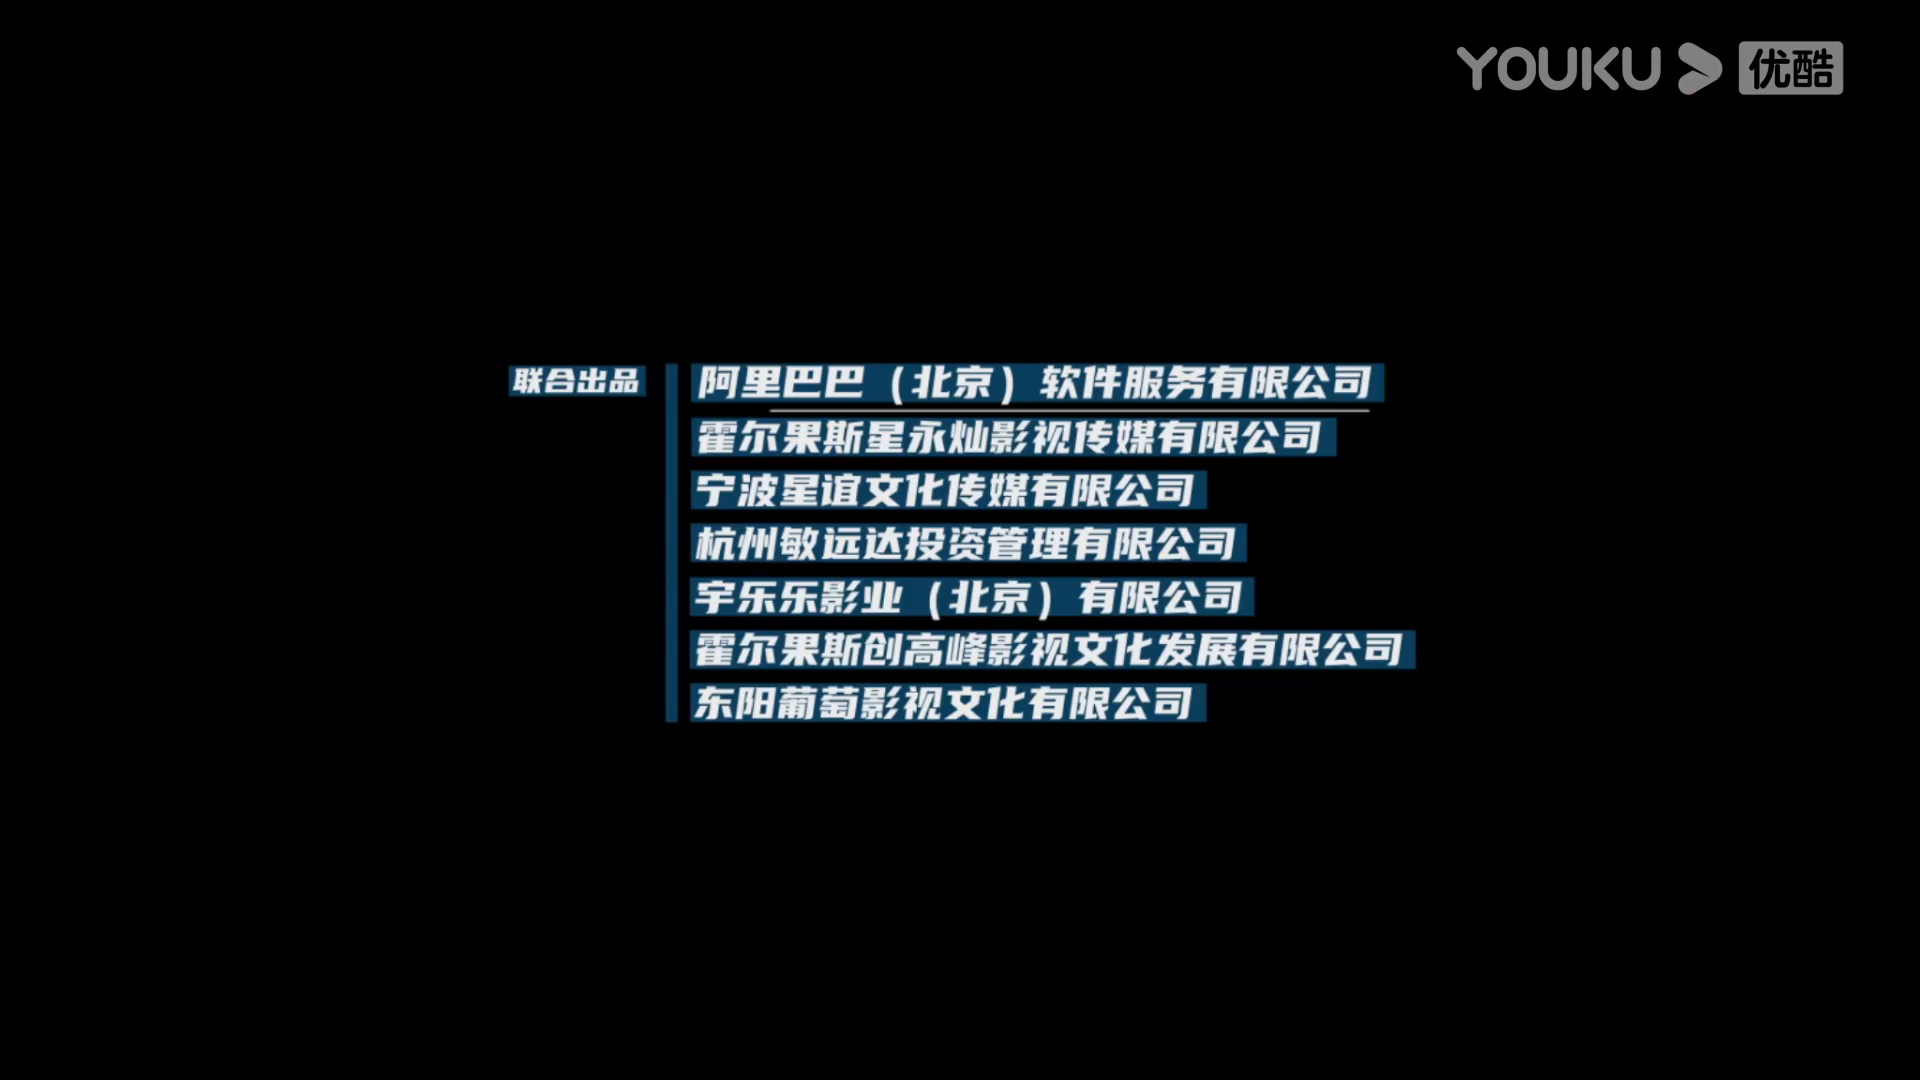 YOUKU 优酷
联合出品
阿里巴巴（北京）软件服务有限公司
霍尔果斯星永灿影视传媒有限公司
宁波星谊文化传媒有限公司
杭州敏远达投资管理有限公司
宇乐乐影业（北京）有限公司
霍尔果斯创高峰影视文化发展有限公司
东阳葡萄影视文化有限公司